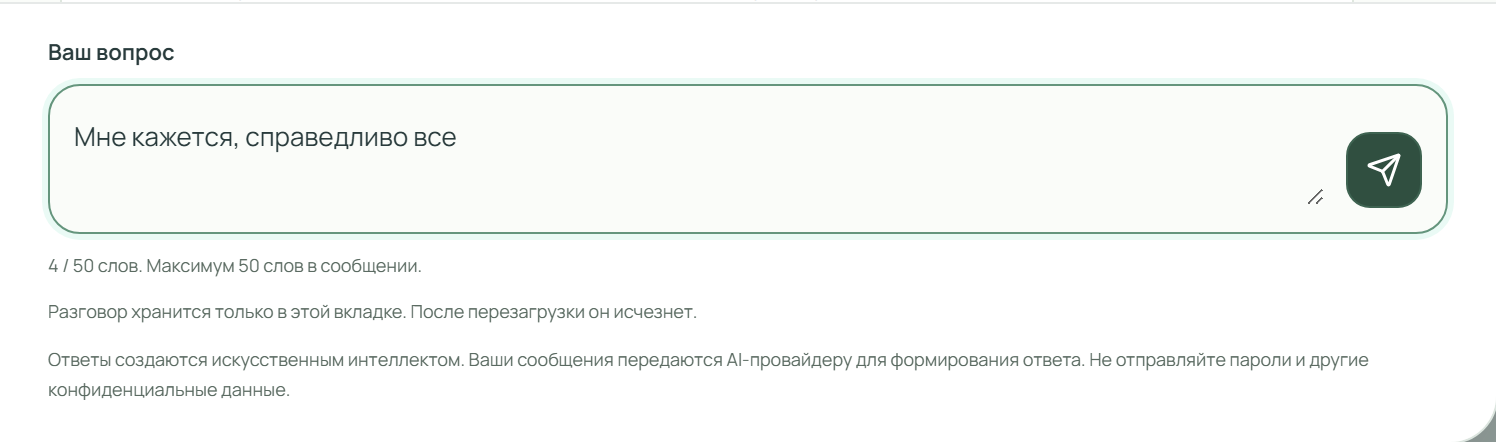 Ваш вопрос
Мне кажется, справедливо все
4 / 50 слов. Максимум 50 слов в сообщении.
Разговор хранится только в этой вкладке. После перезагрузки он исчезнет.
Ответы создаются искусственным интеллектом. Ваши сообщения передаются AI-провайдеру для формирования ответа. Не отправляйте пароли и другие
конфиденциальные данные.